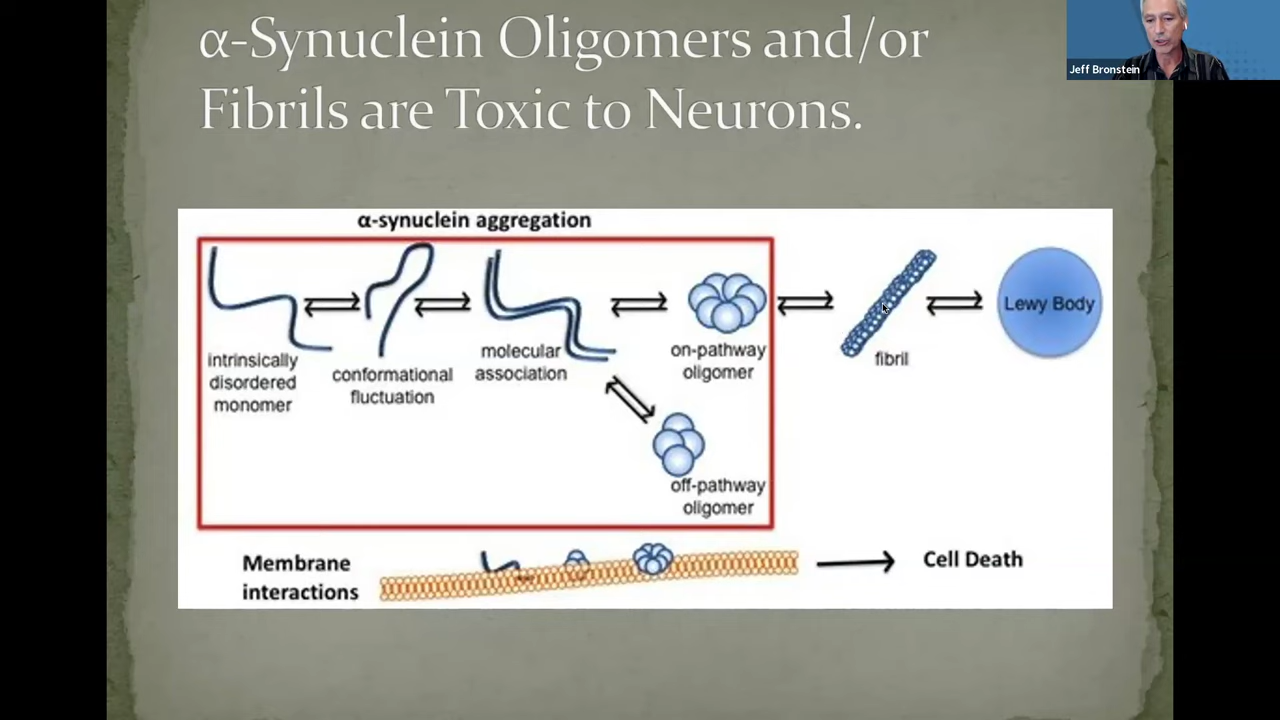 α-Synuclein Oligomers and/or
Fibrils are Toxic to Neurons.
Jeff Bronstein
α-synuclein aggregation
intrinsically
disordered
monomer
conformational
fluctuation
molecular
association
on-pathway
oligomer
off-pathway
oligomer
fibril
Lewy Body
Membrane
interactions
Cell Death